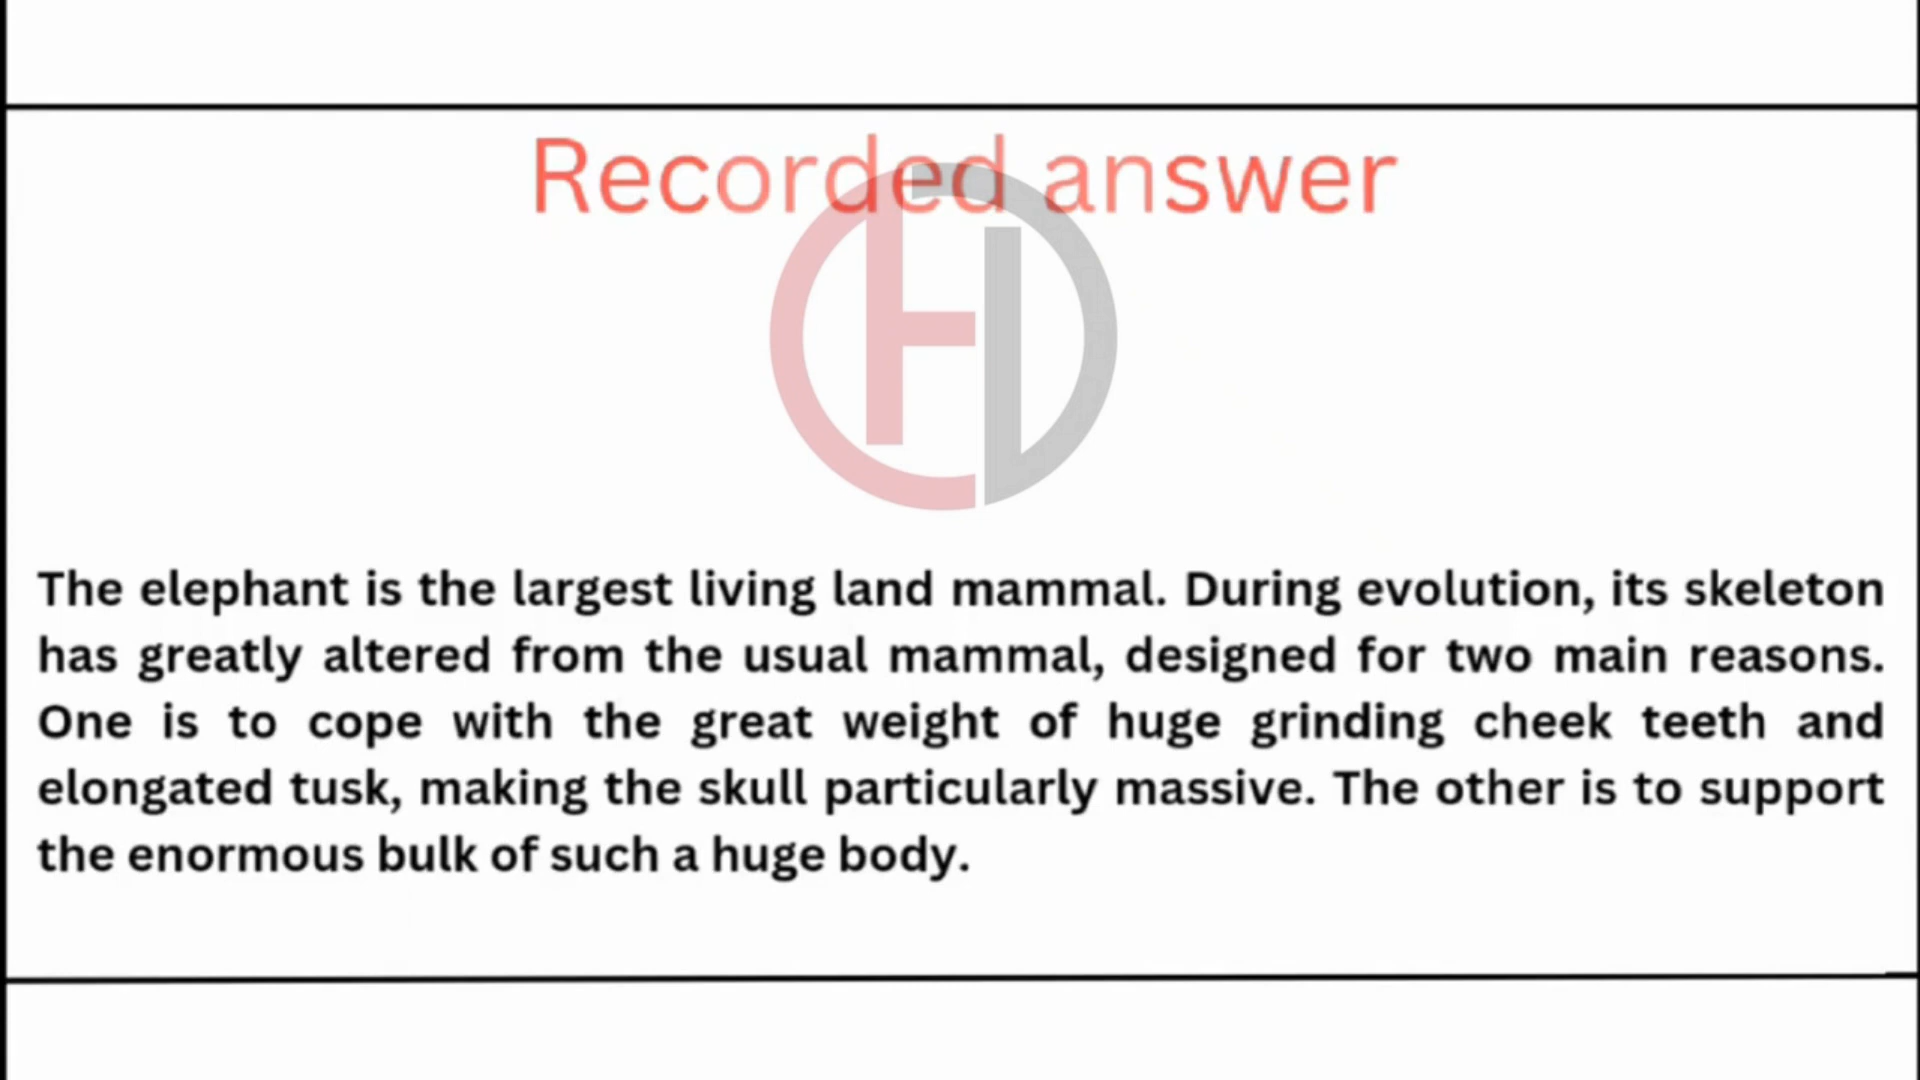 Recorded answer
The elephant is the largest living land mammal. During evolution, its skeleton
has greatly altered from the usual mammal, designed for two main reasons.
One is to cope with the great weight of huge grinding cheek teeth and
elongated tusk, making the skull particularly massive. The other is to support
the enormous bulk of such a huge body.